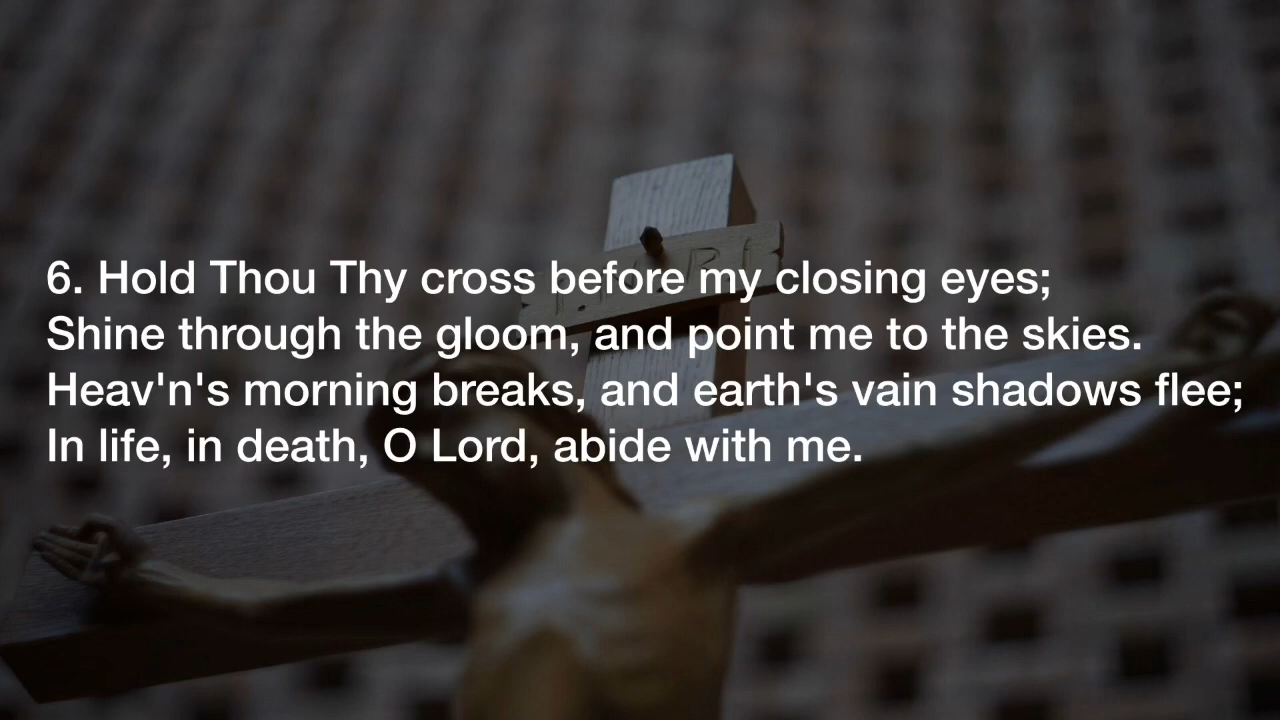 6. Hold Thou Thy cross before my closing eyes;
Shine through the gloom, and point me to the skies.
Heav'n's morning breaks, and earth's vain shadows flee;
In life, in death, O Lord, abide with me.